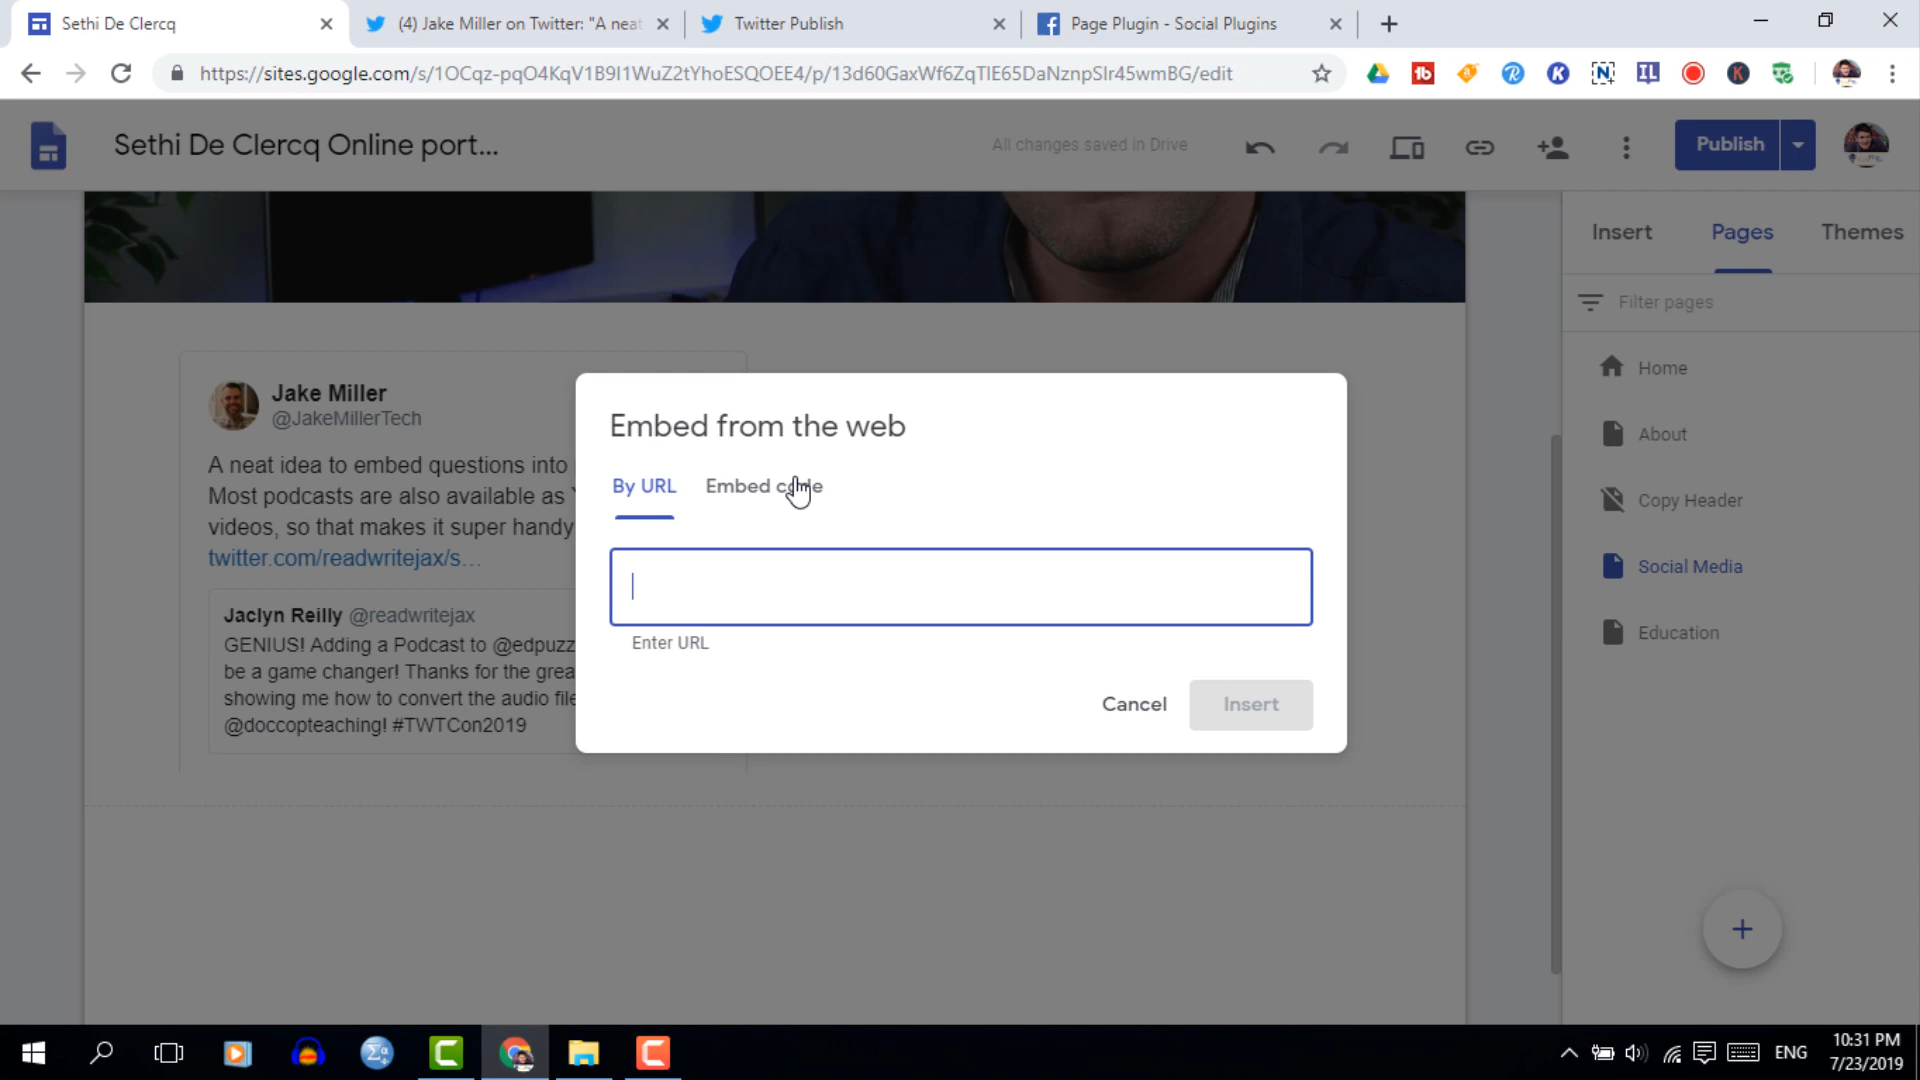 Sethi De Clercq
(4) Jake Miller on Twitter: "A neat
Twitter Publish
Page Plugin - Social Plugins
https://sites.google.com/s/1OCqz-pqO4KqV1B9I1WuZ2tYhoESQOEE4/p/13d60GaxWf6ZqTlE65DaNznpSIr45wmBG/edit
Sethi De Clercq Online port...
All changes saved in Drive
Publish
Insert
Pages
Themes
Filter pages
Home
About
Copy Header
Social Media
Education
Jake Miller
@JakeMillerTech
A neat idea to embed questions into
Most podcasts are also available as
videos, so that makes it super handy
twitter.com/readwritejax/s…
Jaclyn Reilly @readwritejax
GENIUS! Adding a Podcast to @edpuzz
be a game changer! Thanks for the grea
showing me how to convert the audio file
@doccopteaching! #TWTCon2019
Embed from the web
By URL
Embed code
Enter URL
Cancel
Insert
ENG
10:31 PM
7/23/2019